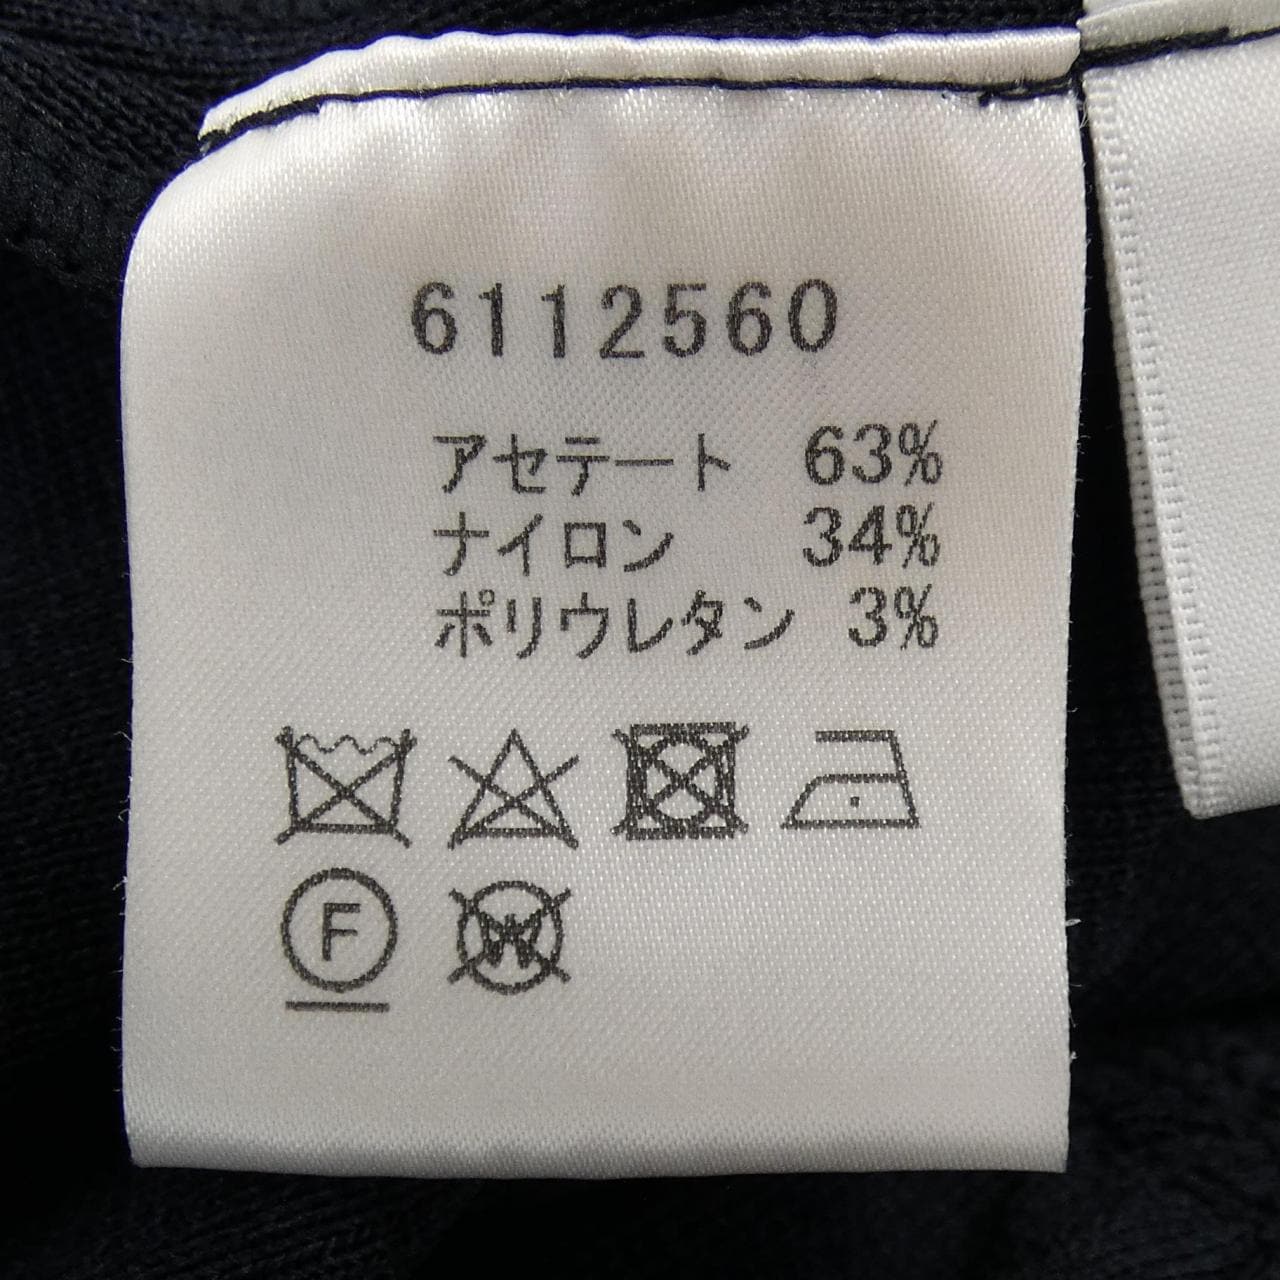 6112560
アセテート 63%
ナイロン 34%
ポリウレタン 3%
F
W